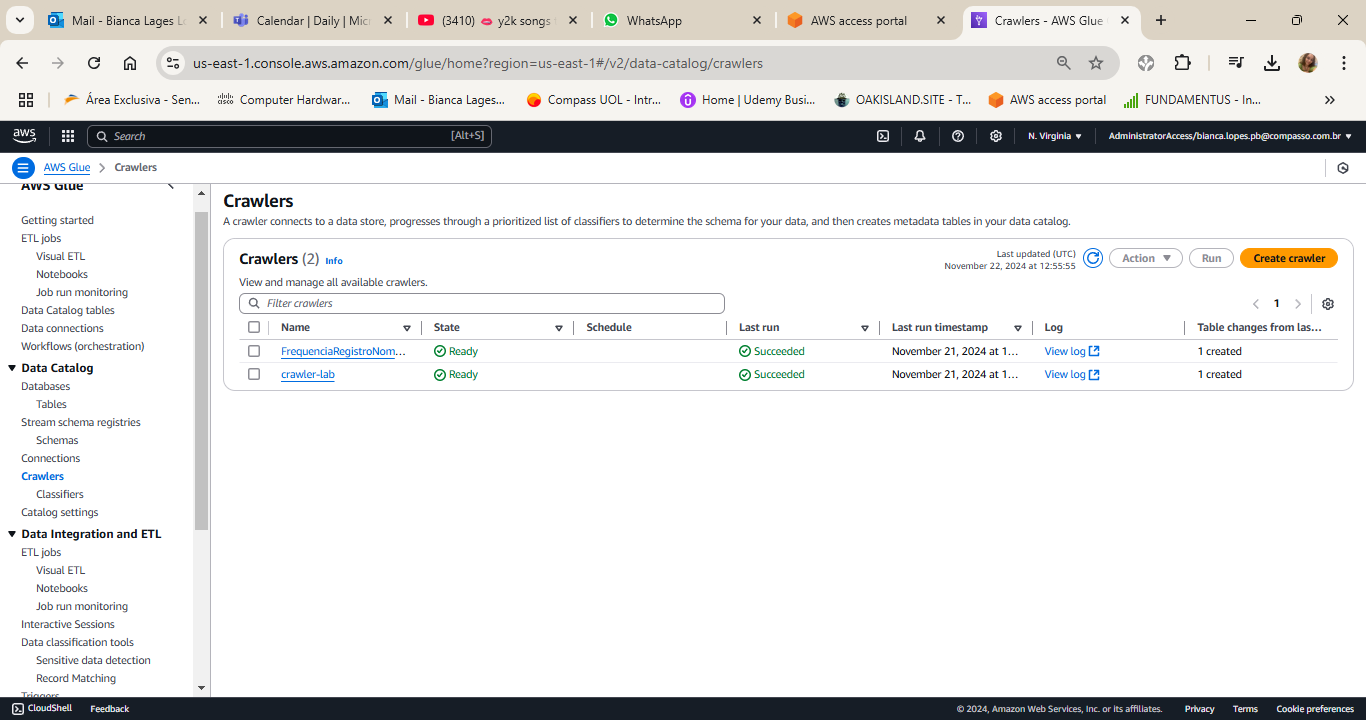 Mail - Bianca Lages Lo
Calendar | Daily | Mic
(3410) 👄 y2k songs
WhatsApp
AWS access portal
Crawlers - AWS Glue
us-east-1.console.aws.amazon.com/glue/home?region=us-east-1#/v2/data-catalog/crawlers
Área Exclusiva - Sen...
Computer Hardwar...
Mail - Bianca Lages...
Compass UOL - Intr...
Home | Udemy Busi...
OAKISLAND.SITE - T...
AWS access portal
FUNDAMENTUS - In...
aws
Search
[Alt+S]
N. Virginia
AdministratorAccess/bianca.lopes.pb@compasso.com.br
AWS Glue
Crawlers
AWS Glue
Getting started
ETL jobs
Visual ETL
Notebooks
Job run monitoring
Data Catalog tables
Data connections
Workflows (orchestration)
Data Catalog
Databases
Tables
Stream schema registries
Schemas
Connections
Crawlers
Classifiers
Catalog settings
Data Integration and ETL
ETL jobs
Visual ETL
Notebooks
Job run monitoring
Interactive Sessions
Data classification tools
Sensitive data detection
Record Matching
Triggers
Crawlers
A crawler connects to a data store, progresses through a prioritized list of classifiers to determine the schema for your data, and then creates metadata tables in your data catalog.
Crawlers (2) Info
Last updated (UTC)
November 22, 2024 at 12:55:55
Action
Run
Create crawler
View and manage all available crawlers.
Filter crawlers
1
Name State Schedule Last run Last run timestamp Log Table changes from las...
FrequenciaRegistroNom... Ready Succeeded November 21, 2024 at 1... View log 1 created
crawler-lab Ready Succeeded November 21, 2024 at 1... View log 1 created
CloudShell Feedback © 2024, Amazon Web Services, Inc. or its affiliates. Privacy Terms Cookie preferences